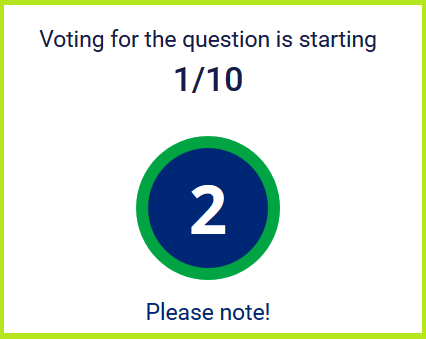 Voting for the question is starting
1/10
2
Please note!